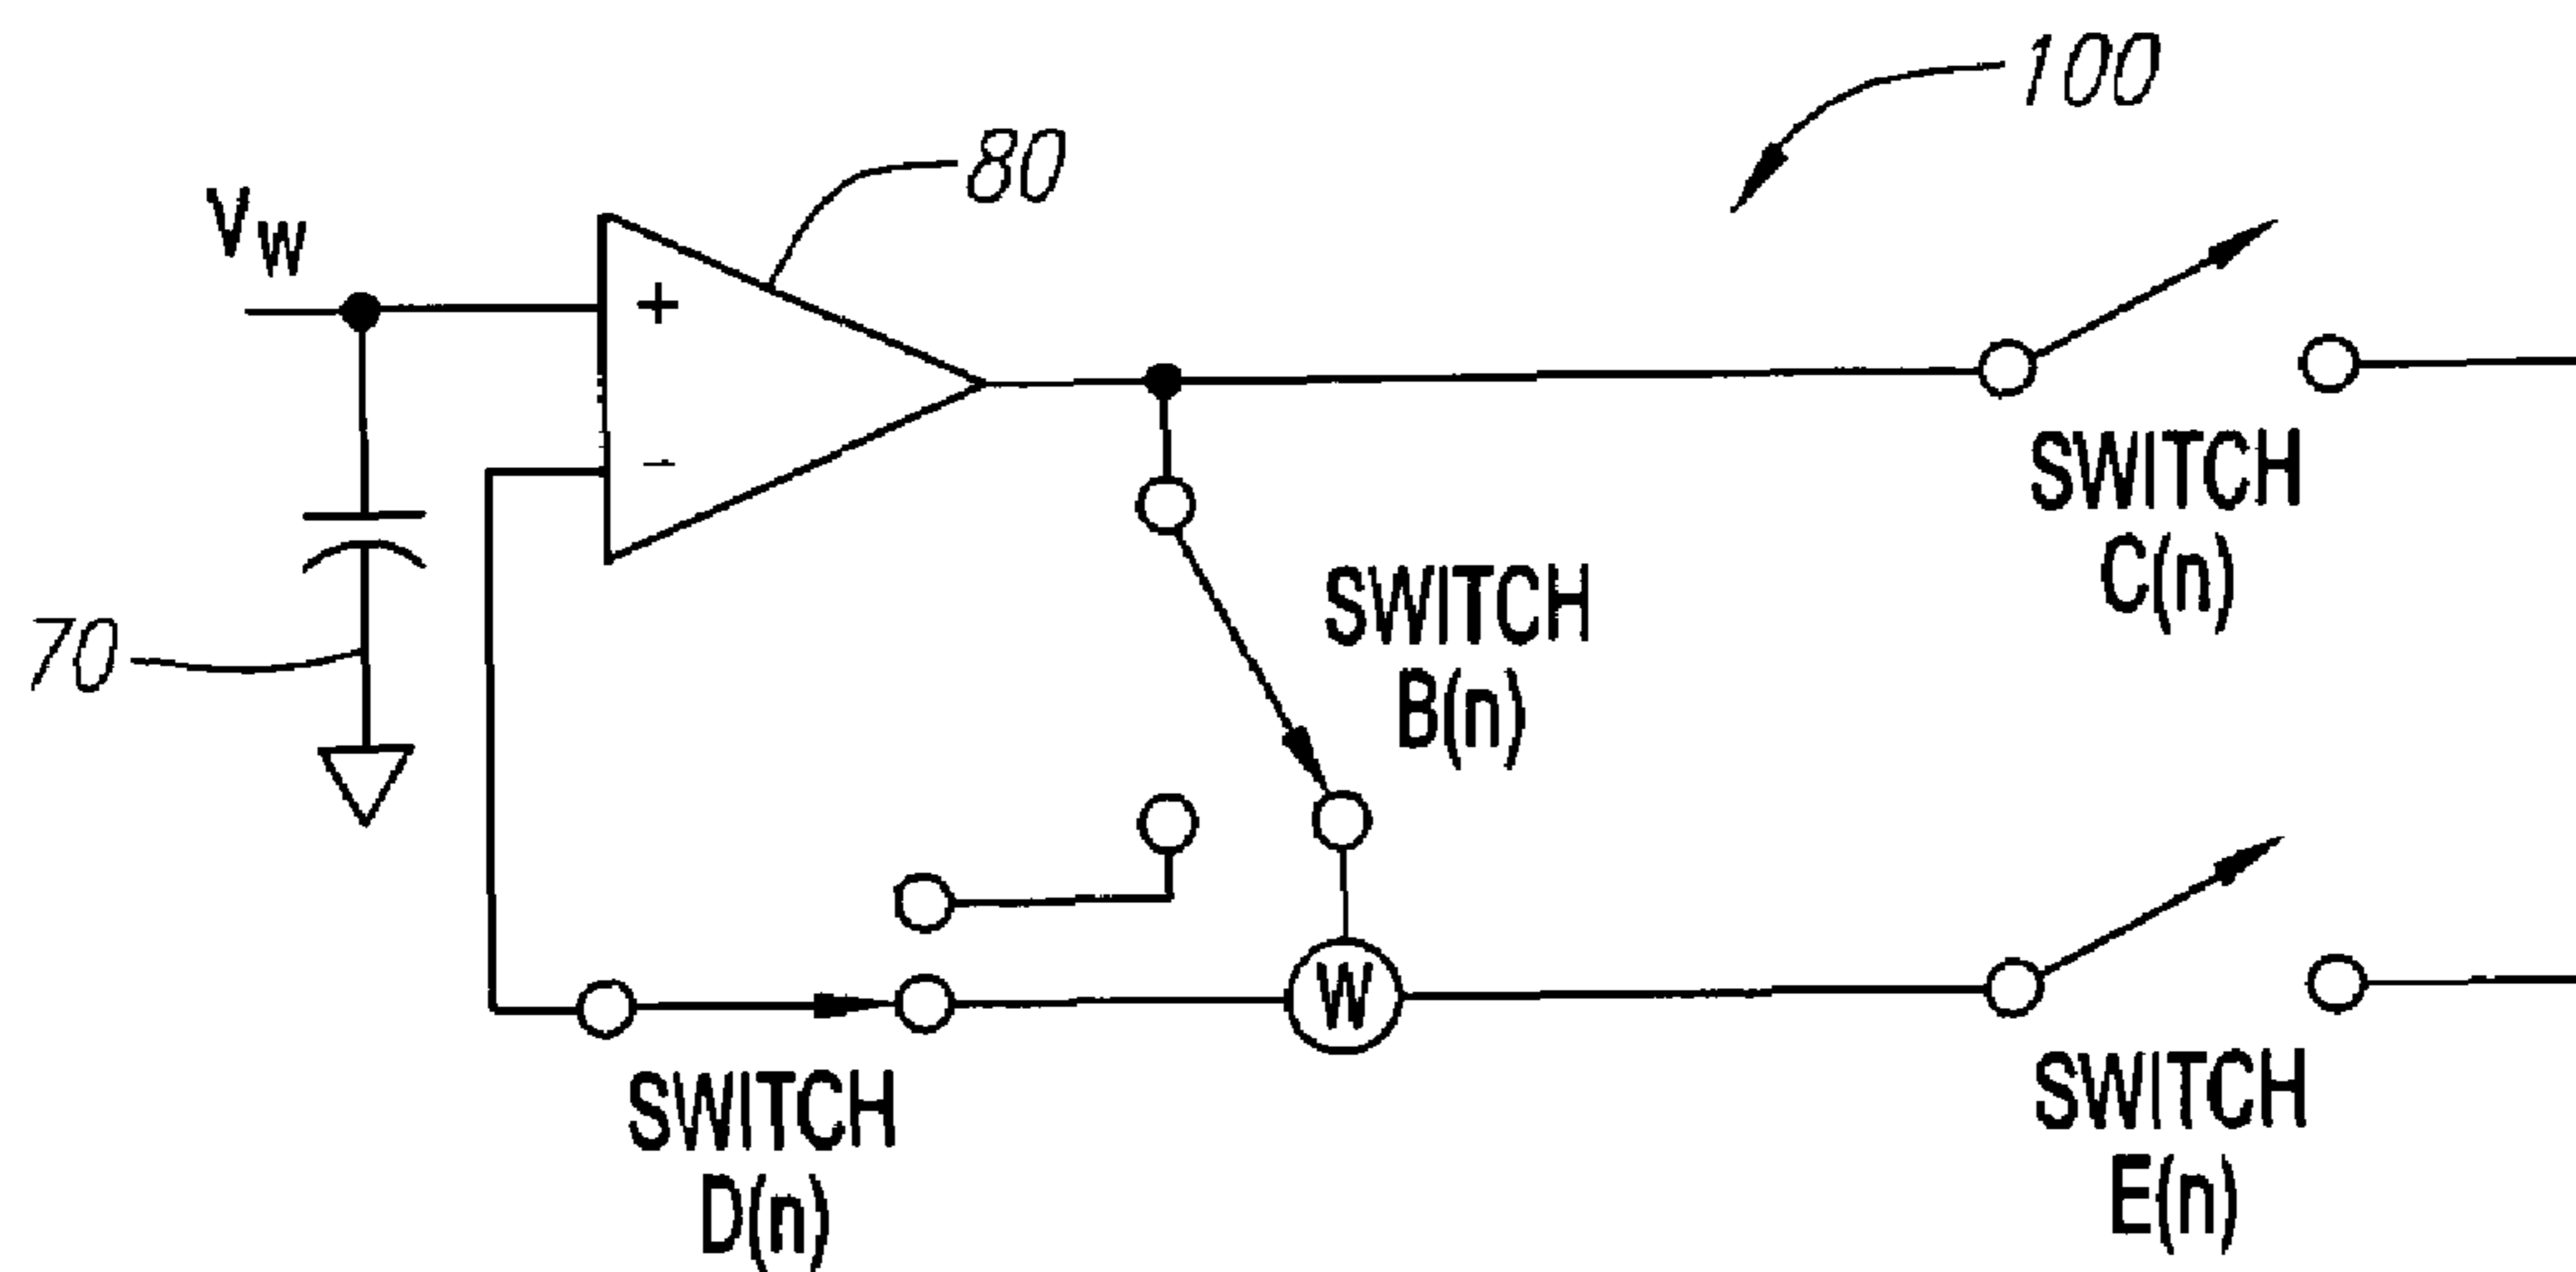 100
80
VW
+
-
SWITCH
C(n)
SWITCH
B(n)
70
W
SWITCH
D(n)
SWITCH
E(n)